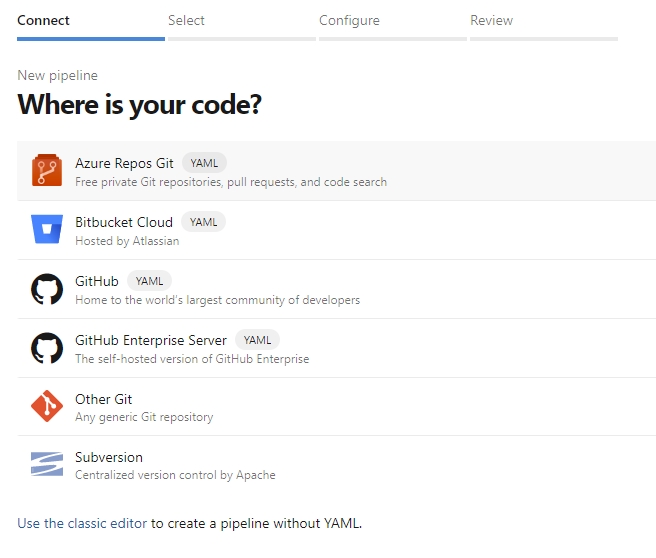 Connect Select Configure Review
New pipeline
Where is your code?
Azure Repos Git YAML
Free private Git repositories, pull requests, and code search
Bitbucket Cloud YAML
Hosted by Atlassian
GitHub YAML
Home to the world's largest community of developers
GitHub Enterprise Server YAML
The self-hosted version of GitHub Enterprise
Other Git
Any generic Git repository
Subversion
Centralized version control by Apache
Use the classic editor to create a pipeline without YAML.